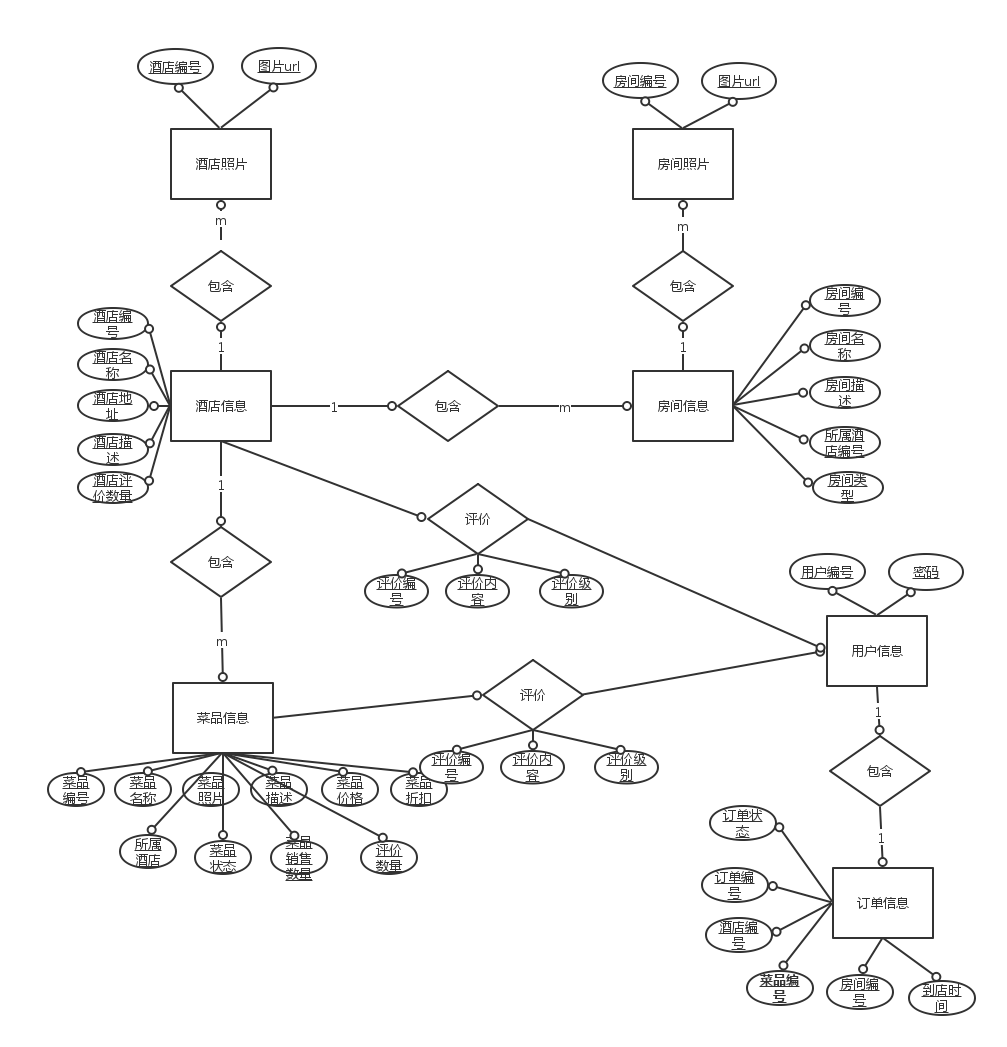 酒店编号
图片url
房间编号
图片url
酒店照片
房间照片
m
m
包含
包含
1
1
酒店编
号
酒店名
称
酒店地
址
酒店描
述
酒店评
价数量
酒店信息
1
包含
m
房间信息
房间编
号
房间名
称
房间描
述
所属酒
店编号
房间类
型
1
评价
评价编
号
评价内
容
评价级
别
包含
用户编号
密码
用户信息
m
菜品信息
评价
评价编
号
评价内
容
评价级
别
1
包含
菜品
编号
菜品
名称
菜品
照片
菜品
描述
菜品
价格
菜品
折扣
所属
酒店
菜品
状态
菜品
销售
数量
评价
数量
1
订单状
态
订单编
号
酒店编
号
菜品编
号
房间编
号
到店时
间
订单信息